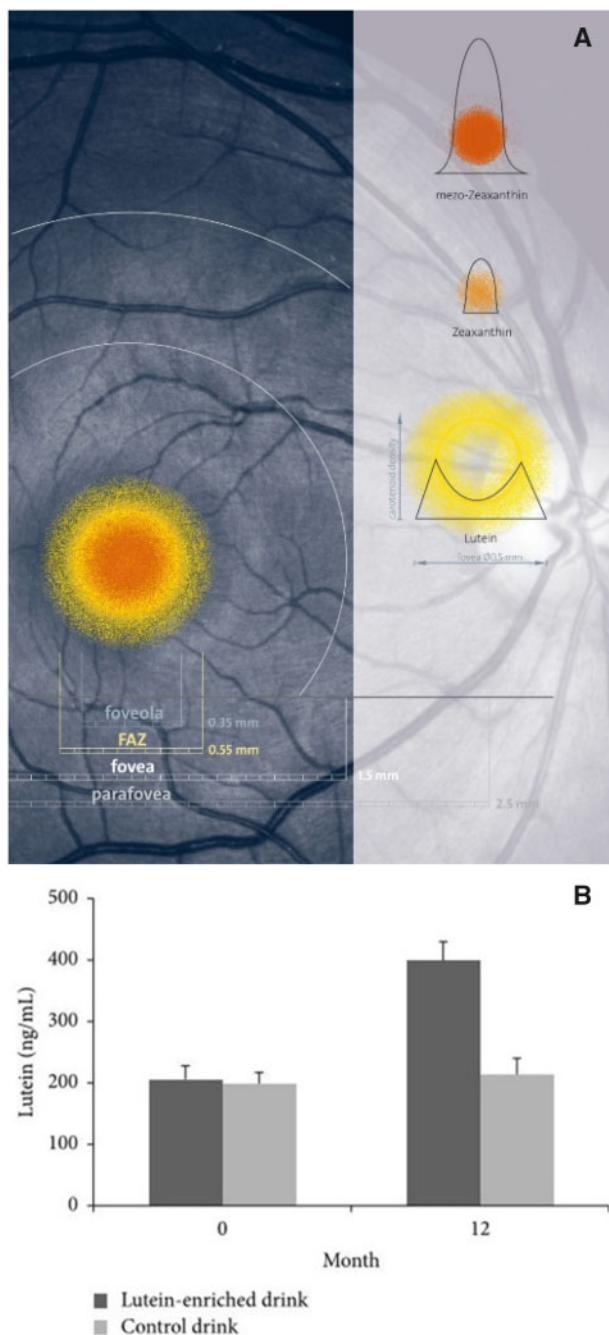 A
mezo-Zeaxanthin
Zeaxanthin
carotenoid density
Lutein
fovea Ø0.5 mm
foveola
0.35 mm
FAZ
0.55 mm
fovea
1.5 mm
parafovea
2.5 mm
B
500
400
300
200
100
0
Lutein (ng/mL)
0
12
Month
Lutein-enriched drink
Control drink